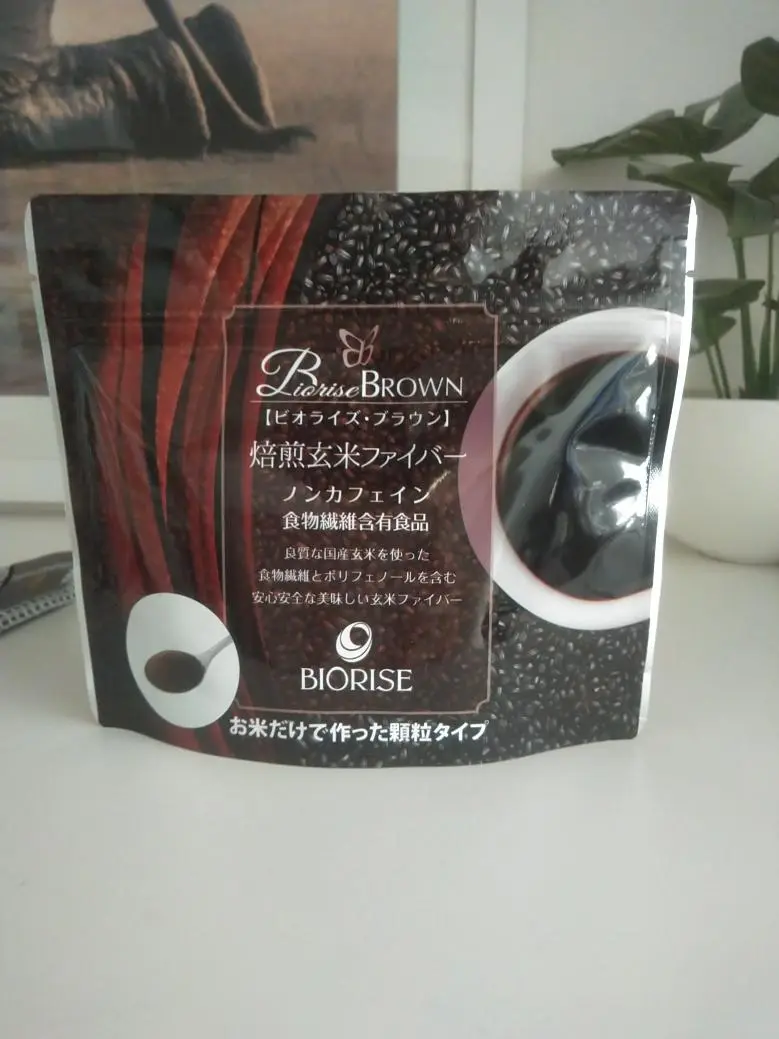 Biorise BROWN
【ビオライズ・ブラウン】
焙煎玄米ファイバー
ノンカフェイン
食物繊維含有食品
良質な国産玄米を使った
食物繊維とポリフェノールを含む
安心安全な美味しい玄米ファイバー
BIORISE
お米だけで作った顆粒タイプ